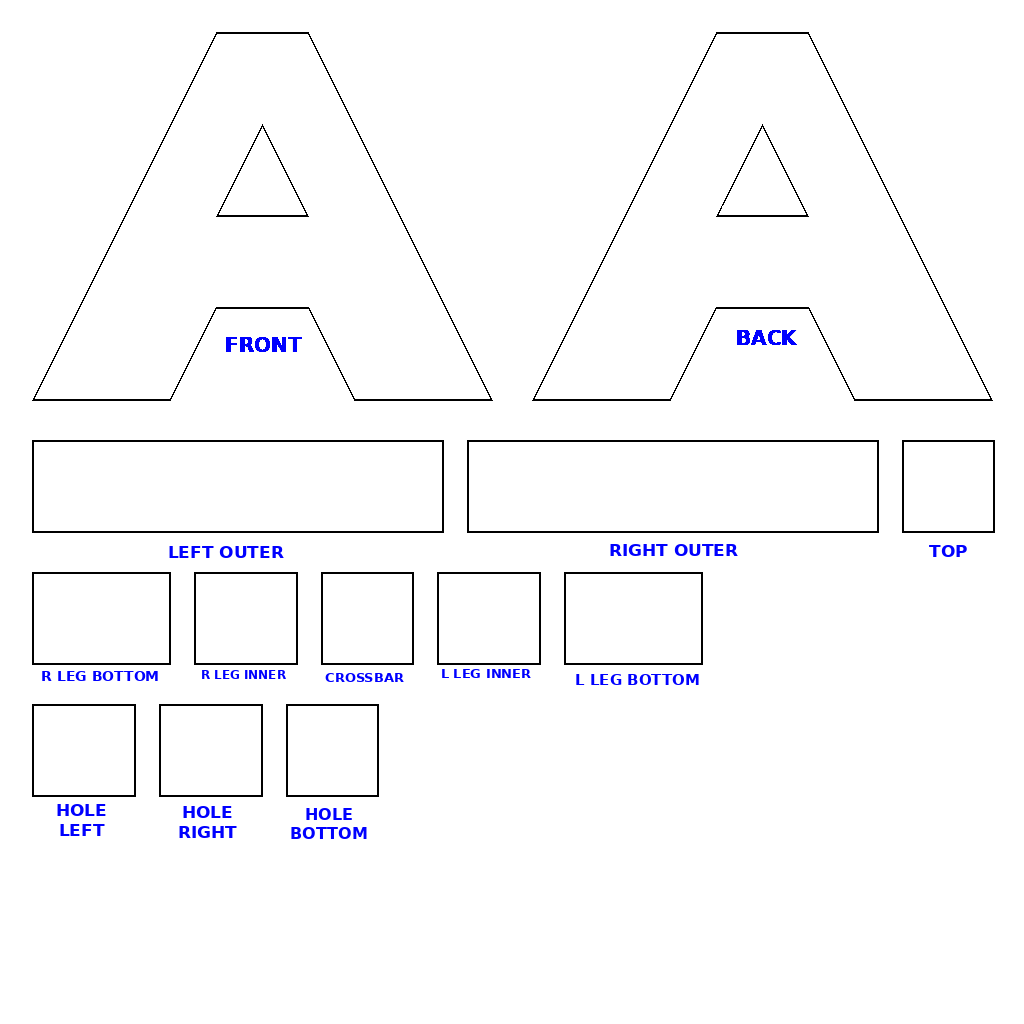 FRONT
BACK
LEFT OUTER
RIGHT OUTER
TOP
R LEG BOTTOM
R LEG INNER
CROSSBAR
L LEG INNER
L LEG BOTTOM
HOLE
LEFT
HOLE
RIGHT
HOLE
BOTTOM